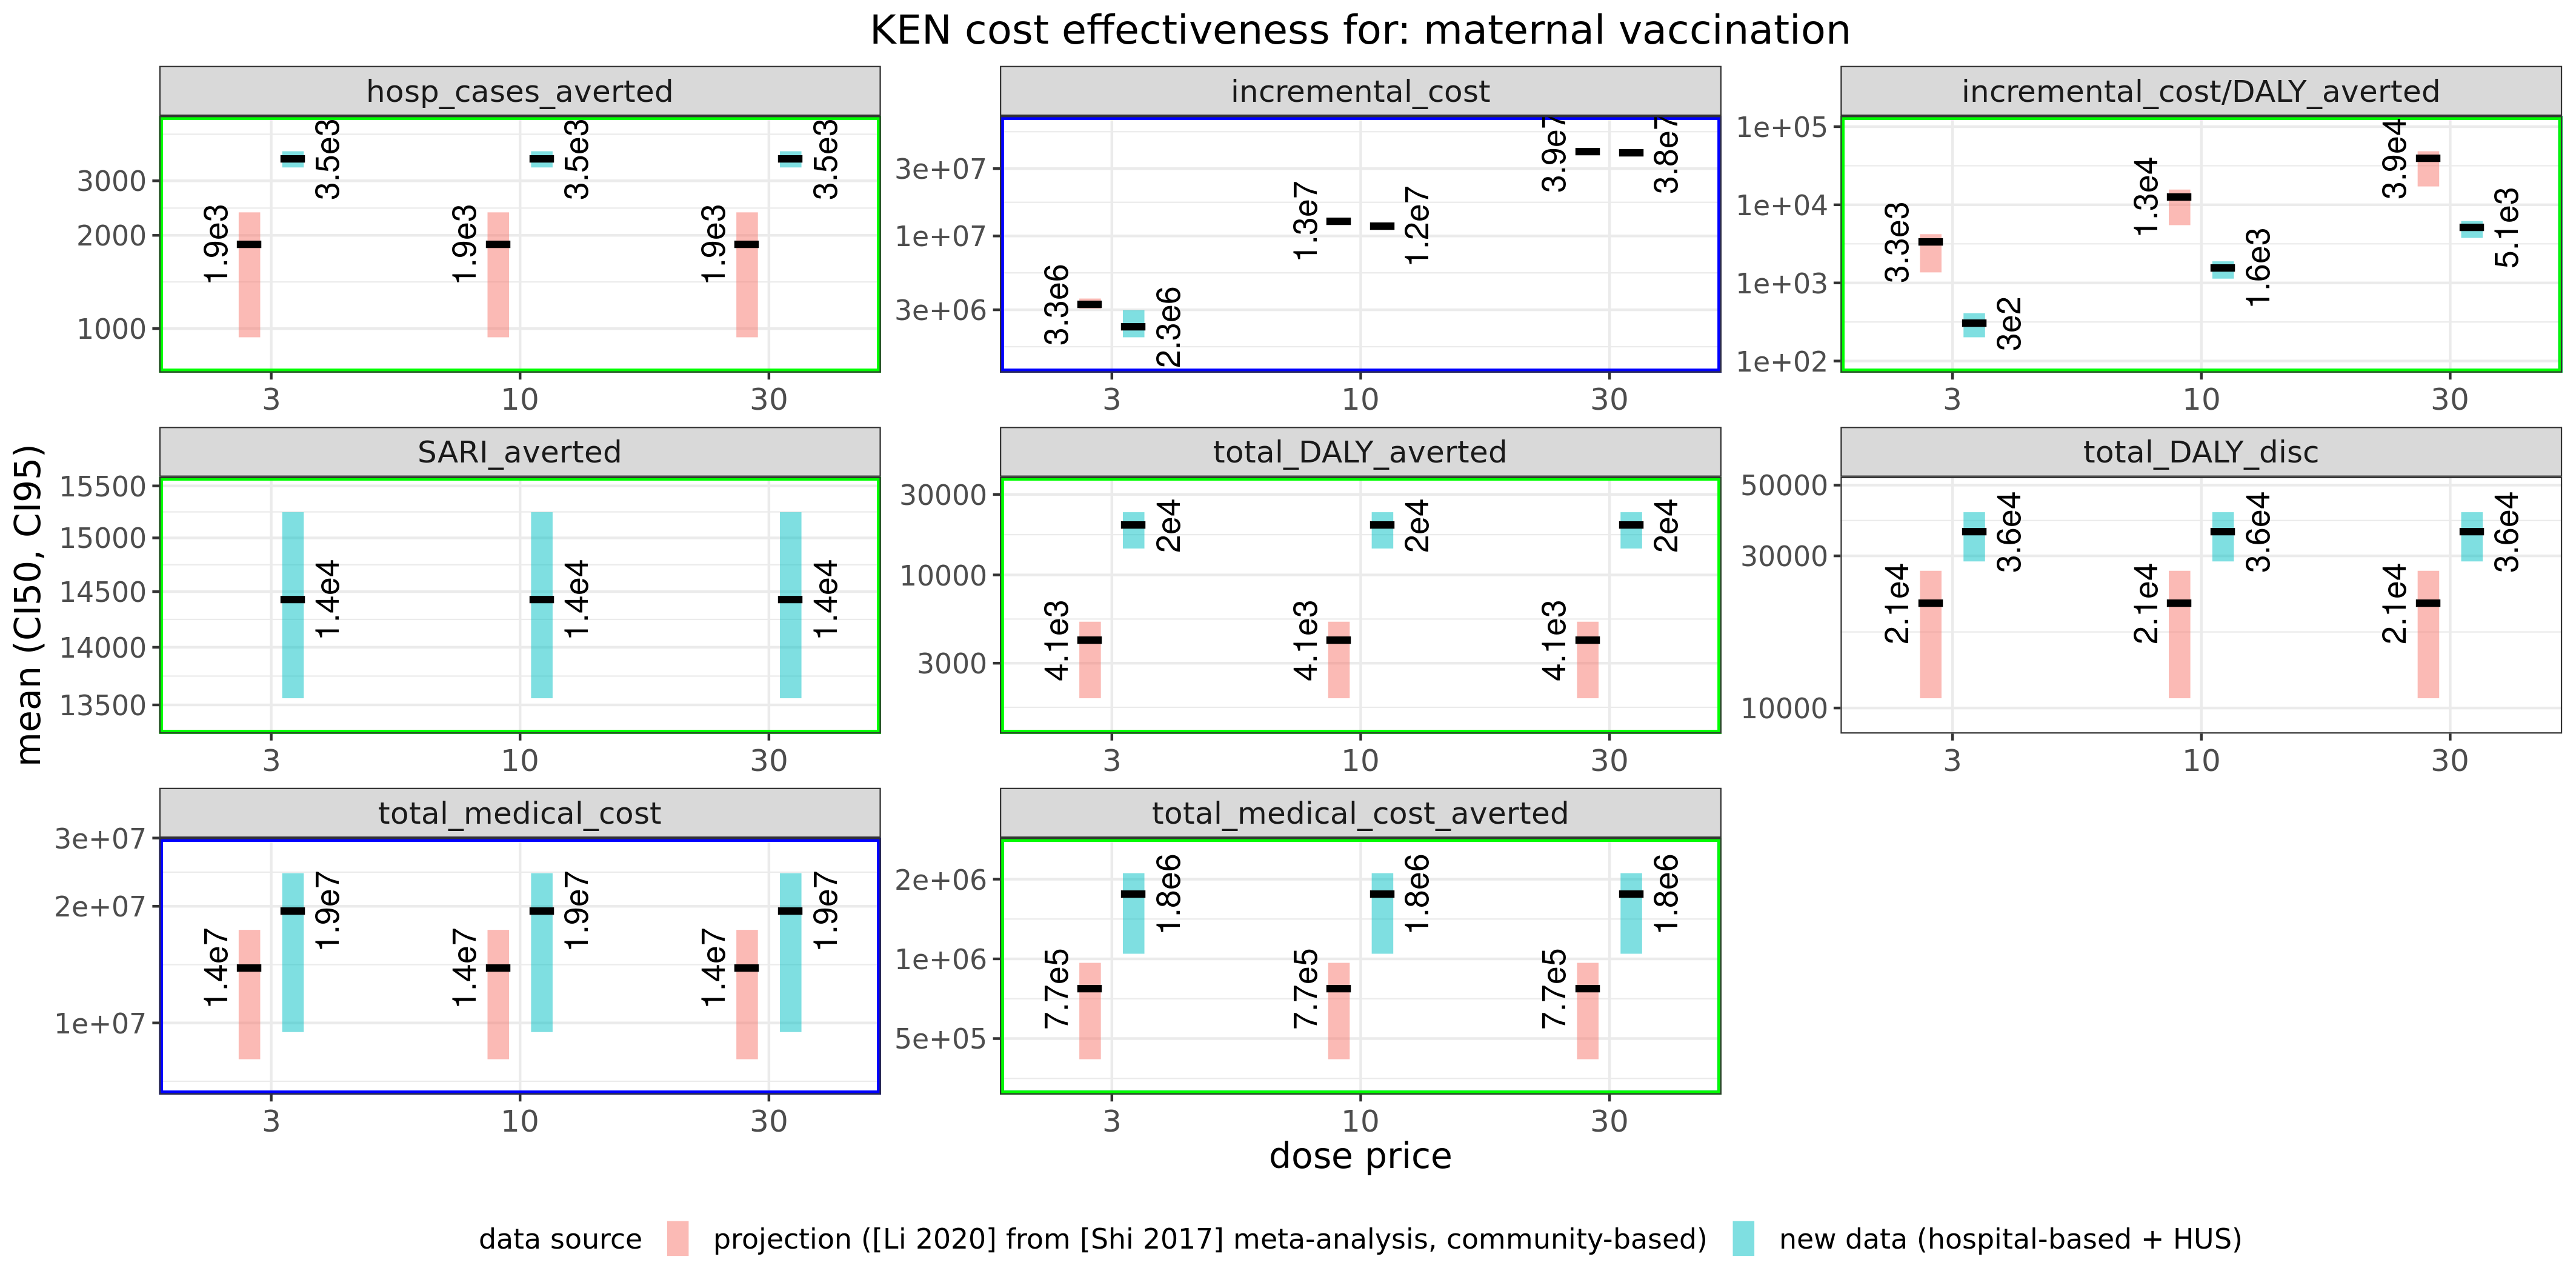 KEN cost effectiveness for: maternal vaccination
hosp_cases_averted
3000
2000
1000
1.9e3
3.5e3
1.9e3
3.5e3
1.9e3
3.5e3
3
10
30
incremental_cost
3e+07
1e+07
3e+06
3.3e6
2.3e6
1.3e7
1.2e7
3.9e7
3.8e7
3
10
30
incremental_cost/DALY_averted
1e+05
1e+04
1e+03
1e+02
3.3e3
3e2
1.3e4
1.6e3
3.9e4
5.1e3
3
10
30
mean (CI50, CI95)
SARI_averted
15500
15000
14500
14000
13500
1.4e4
1.4e4
1.4e4
3
10
30
total_DALY_averted
30000
10000
3000
4.1e3
2e4
4.1e3
2e4
4.1e3
2e4
3
10
30
total_DALY_disc
50000
30000
10000
2.1e4
3.6e4
2.1e4
3.6e4
2.1e4
3.6e4
3
10
30
total_medical_cost
3e+07
2e+07
1e+07
1.4e7
1.9e7
1.4e7
1.9e7
1.4e7
1.9e7
3
10
30
total_medical_cost_averted
2e+06
1e+06
5e+05
7.7e5
1.8e6
7.7e5
1.8e6
7.7e5
1.8e6
3
10
30
dose price
data source
projection ([Li 2020] from [Shi 2017] meta-analysis, community-based)
new data (hospital-based + HUS)